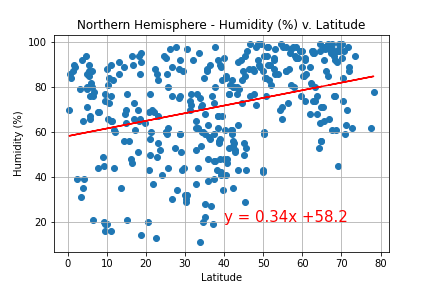 Northern Hemisphere - Humidity (%) v. Latitude
100
80
60
40
20
Humidity (%)
y = 0.34x +58.2
0 10 20 30 40 50 60 70 80
Latitude